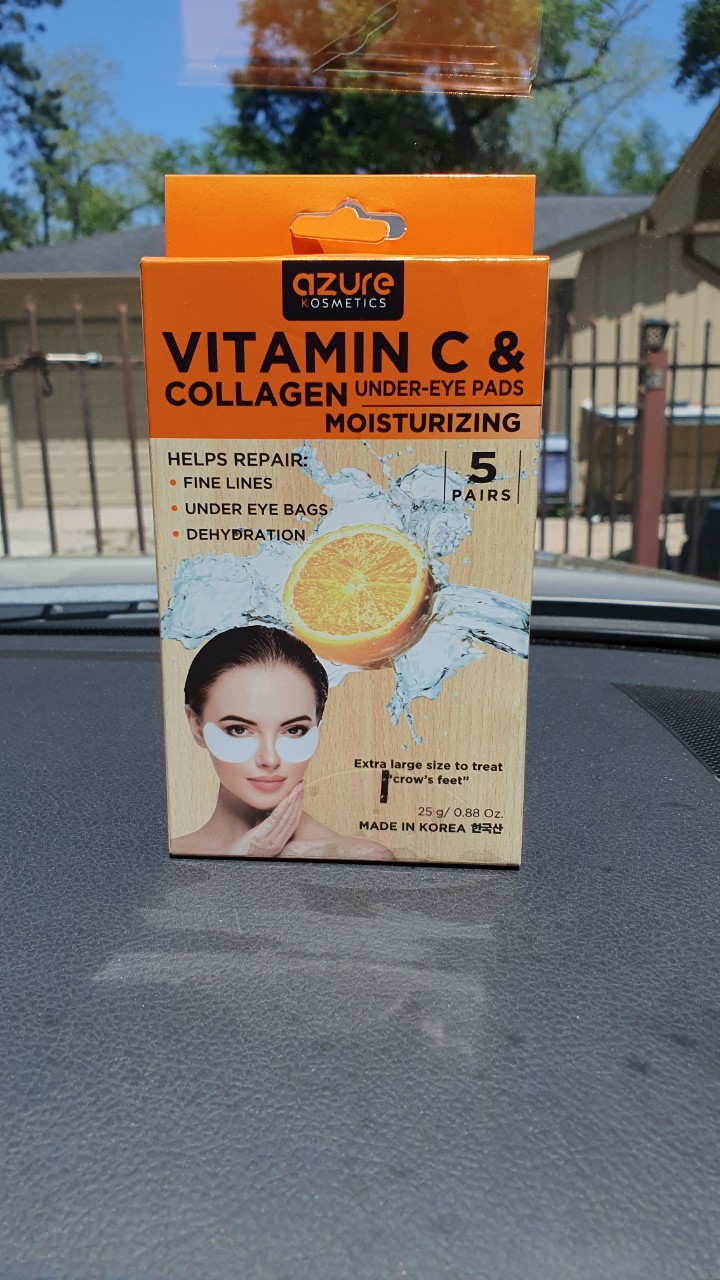 azure
KOSMETICS
VITAMIN C &
COLLAGEN UNDER-EYE PADS
MOISTURIZING
HELPS REPAIR:
• FINE LINES
• UNDER EYE BAGS
• DEHYDRATION
5
PAIRS
Extra large size to treat
"crow's feet"
25 g/ 0.88 Oz.
MADE IN KOREA 한국산